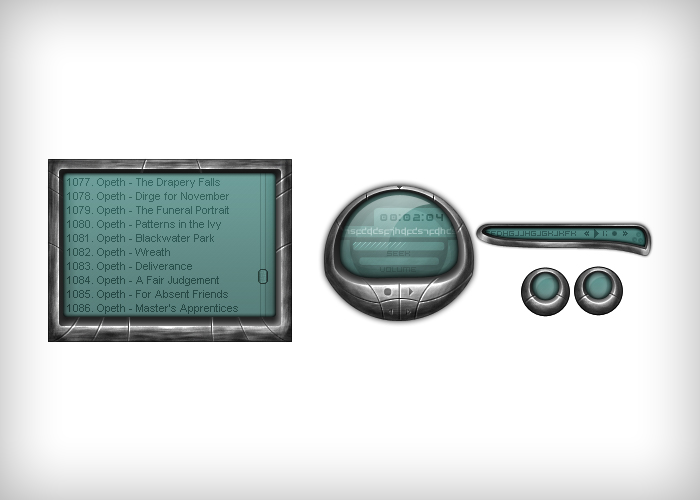 1077. Opeth - The Drapery Falls
1078. Opeth - Dirge for November
1079. Opeth - The Funeral Portrait
1080. Opeth - Patterns in the Ivy
1081. Opeth - Blackwater Park
1082. Opeth - Wreath
1083. Opeth - Deliverance
1084. Opeth - A Fair Judgement
1085. Opeth - For Absent Friends
1086. Opeth - Master's Apprentices
00:02:04
SEEK
VOLUME